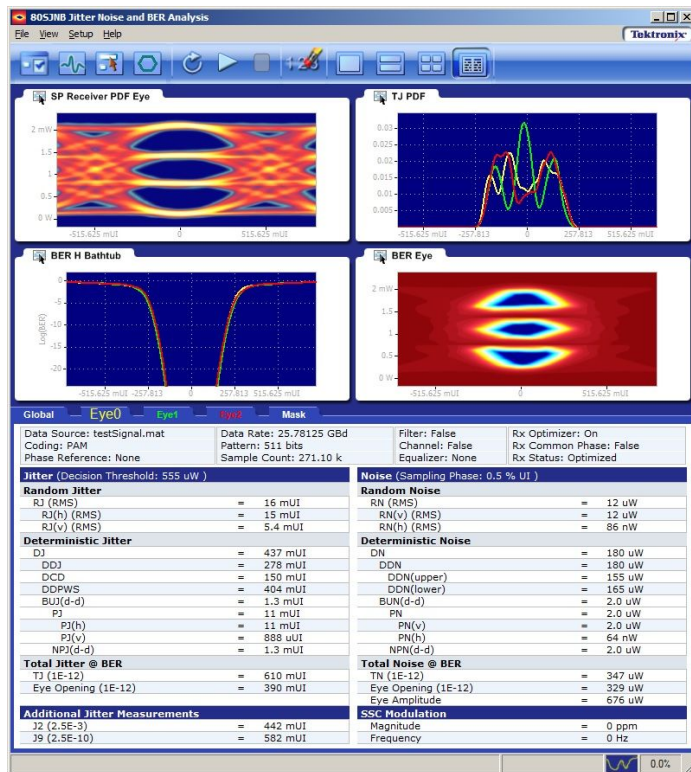 80SJNB Jitter Noise and BER Analysis
File View Setup Help
Tektronix
SP Receiver PDF Eye
2 mW
1.5
1
0.5
0 W
-515.625 mUI 0 515.625 mUI
TJ PDF
0.03
0.025
0.02
0.015
0.01
0.005
-515.625 mUI -257.813 0 257.813 515.625 mUI
BER H Bathtub
Log(BER)
0
-5
-10
-15
-20
-515.625 mUI -257.813 0 257.813 515.625 mUI
BER Eye
2 mW
1.5
1
0.5
0 W
-515.625 mUI 0 515.625 mUI
Global Eye0 Eye1 Eye2 Mask
Data Source: testSignal.mat Data Rate: 25.78125 GBd Filter: False Rx Optimizer: On
Coding: PAM Pattern: 511 bits Channel: False Rx Common Phase: False
Phase Reference: None Sample Count: 271.10 k Equalizer: None Rx Status: Optimized
Jitter (Decision Threshold: 555 uW )
Random Jitter
RJ (RMS) = 16 mUI
RJ(h) (RMS) = 15 mUI
RJ(v) (RMS) = 5.4 mUI
Deterministic Jitter
DJ = 437 mUI
DDJ = 278 mUI
DCD = 150 mUI
DDPWS = 404 mUI
BUJ(d-d) = 1.3 mUI
PJ = 11 mUI
PJ(h) = 11 mUI
PJ(v) = 888 uUI
NPJ(d-d) = 1.3 mUI
Total Jitter @ BER
TJ (1E-12) = 610 mUI
Eye Opening (1E-12) = 390 mUI
Additional Jitter Measurements
J2 (2.5E-3) = 442 mUI
J9 (2.5E-10) = 582 mUI
Noise (Sampling Phase: 0.5 % UI )
Random Noise
RN (RMS) = 12 uW
RN(v) (RMS) = 12 uW
RN(h) (RMS) = 86 nW
Deterministic Noise
DN = 180 uW
DDN = 180 uW
DDN(upper) = 155 uW
DDN(lower) = 165 uW
BUN(d-d) = 2.0 uW
PN = 2.0 uW
PN(v) = 2.0 uW
PN(h) = 64 nW
NPN(d-d) = 2.0 uW
Total Noise @ BER
TN (1E-12) = 347 uW
Eye Opening (1E-12) = 329 uW
Eye Amplitude = 676 uW
SSC Modulation
Magnitude = 0 ppm
Frequency = 0 Hz
0.0%